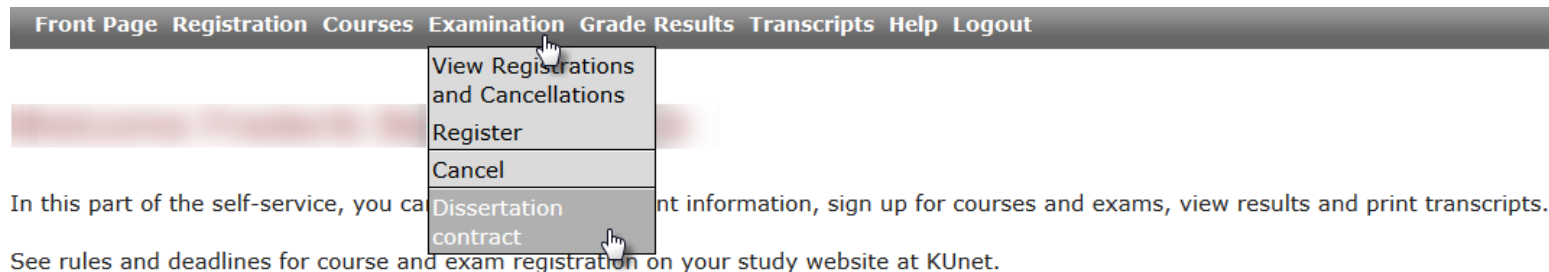 Front Page Registration Courses Examination Grade Results Transcripts Help Logout
View Registrations
and Cancellations
Register
Cancel
Dissertation
contract
In this part of the self-service, you nt information, sign up for courses and exams, view results and print transcripts.
See rules and deadlines for course and exam registration on your study website at KUnet.